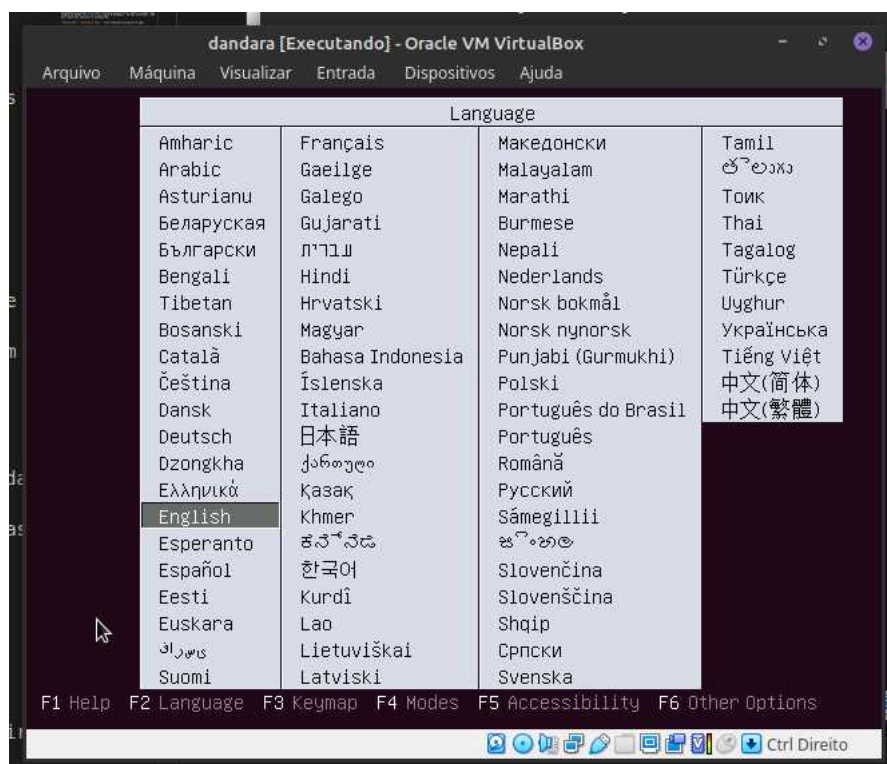 dandara [Executando] - Oracle VM VirtualBox
Arquivo Máquina Visualizar Entrada Dispositivos Ajuda
Language
Amharic
Arabic
Asturianu
Беларуская
Български
Bengali
Tibetan
Bosanski
Català
Čeština
Dansk
Deutsch
Dzongkha
Ελληνικά
English
Esperanto
Español
Eesti
Euskara
Suomi
Français
Gaeilge
Galego
Gujarati
עברית
Hindi
Hrvatski
Magyar
Bahasa Indonesia
Íslenska
Italiano
日本語
ქართული
Қазақ
Khmer
한국어
Kurdî
Lao
Lietuviškai
Latviski
Македонски
Malayalam
Marathi
Burmese
Nepali
Nederlands
Norsk bokmål
Norsk nynorsk
Punjabi (Gurmukhi)
Polski
Português do Brasil
Português
Română
Русский
Sámegillii
Slovenčina
Slovenščina
Shqip
Српски
Svenska
Tamil
Тоик
Thai
Tagalog
Türkçe
Uyghur
Українська
Tiếng Việt
中文(简体)
中文(繁體)
F1 Help F2 Language F3 Keymap F4 Modes F5 Accessibility F6 Other Options
Ctrl Direito